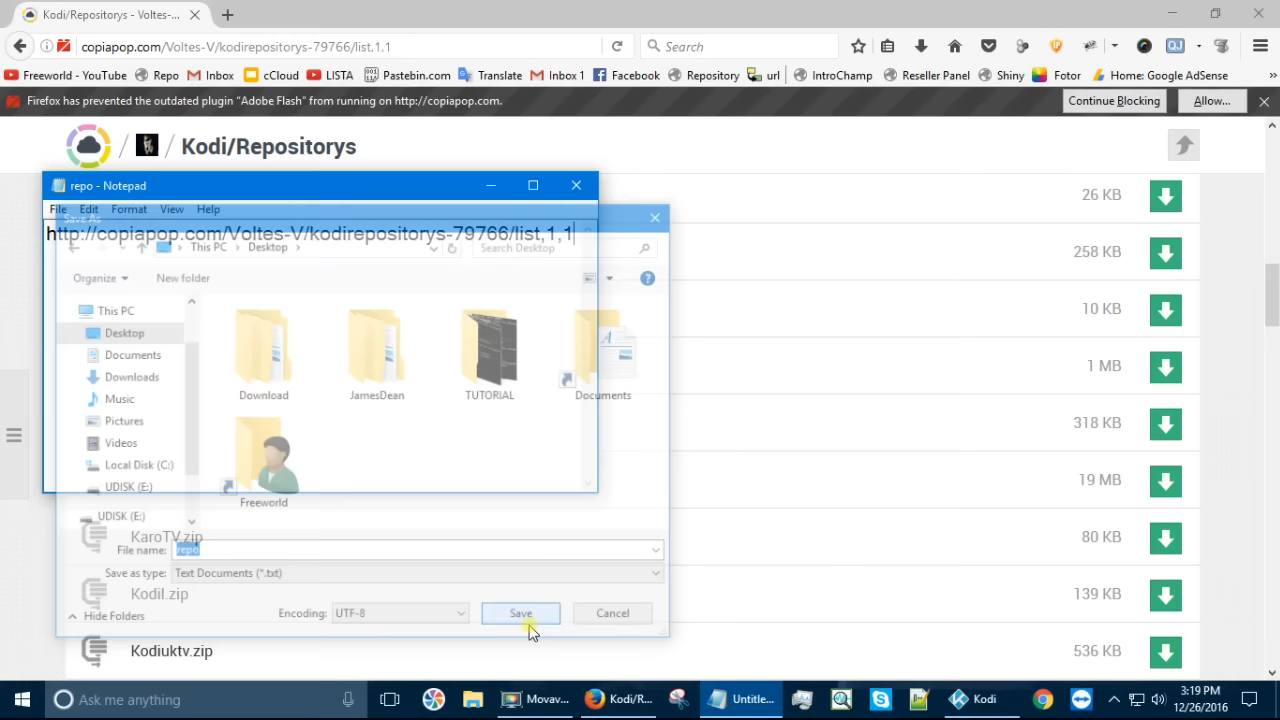 Kodi/Repositorys - Voltes-...
copiapop.com/Voltes-V/kodirepositorys-79766/list,1,1
Search
Freeworld - YouTube Repo Inbox cCloud LISTA Pastebin.com Translate Inbox 1 Facebook Repository url IntroChamp Reseller Panel Shiny Fotor Home: Google AdSense »
Firefox has prevented the outdated plugin "Adobe Flash" from running on http://copiapop.com.
Continue Blocking Allow...
/ / Kodi/Repositorys
repo - Notepad
26 KB
File Edit Format View Help
Save As
http://copiapop.com/Voltes-V/kodirepositorys-79766/list,1,1
This PC > Desktop >
Search Desktop
258 KB
Organize New folder
This PC
10 KB
Desktop
Documents
1 MB
Downloads
Download JamesDean TUTORIAL Documents
Music
Pictures
318 KB
Videos
Local Disk (C:)
UDISK (E:)
19 MB
Freeworld
UDISK (E:)
KaroTV.zip
80 KB
File name: repo
Save as type: Text Documents (*.txt)
Kodil.zip
139 KB
Hide Folders Encoding: UTF-8 Save Cancel
Kodiuktv.zip
536 KB
Ask me anything
Movav...
Kodi/R...
Untitle...
Kodi
3:19 PM
12/26/2016